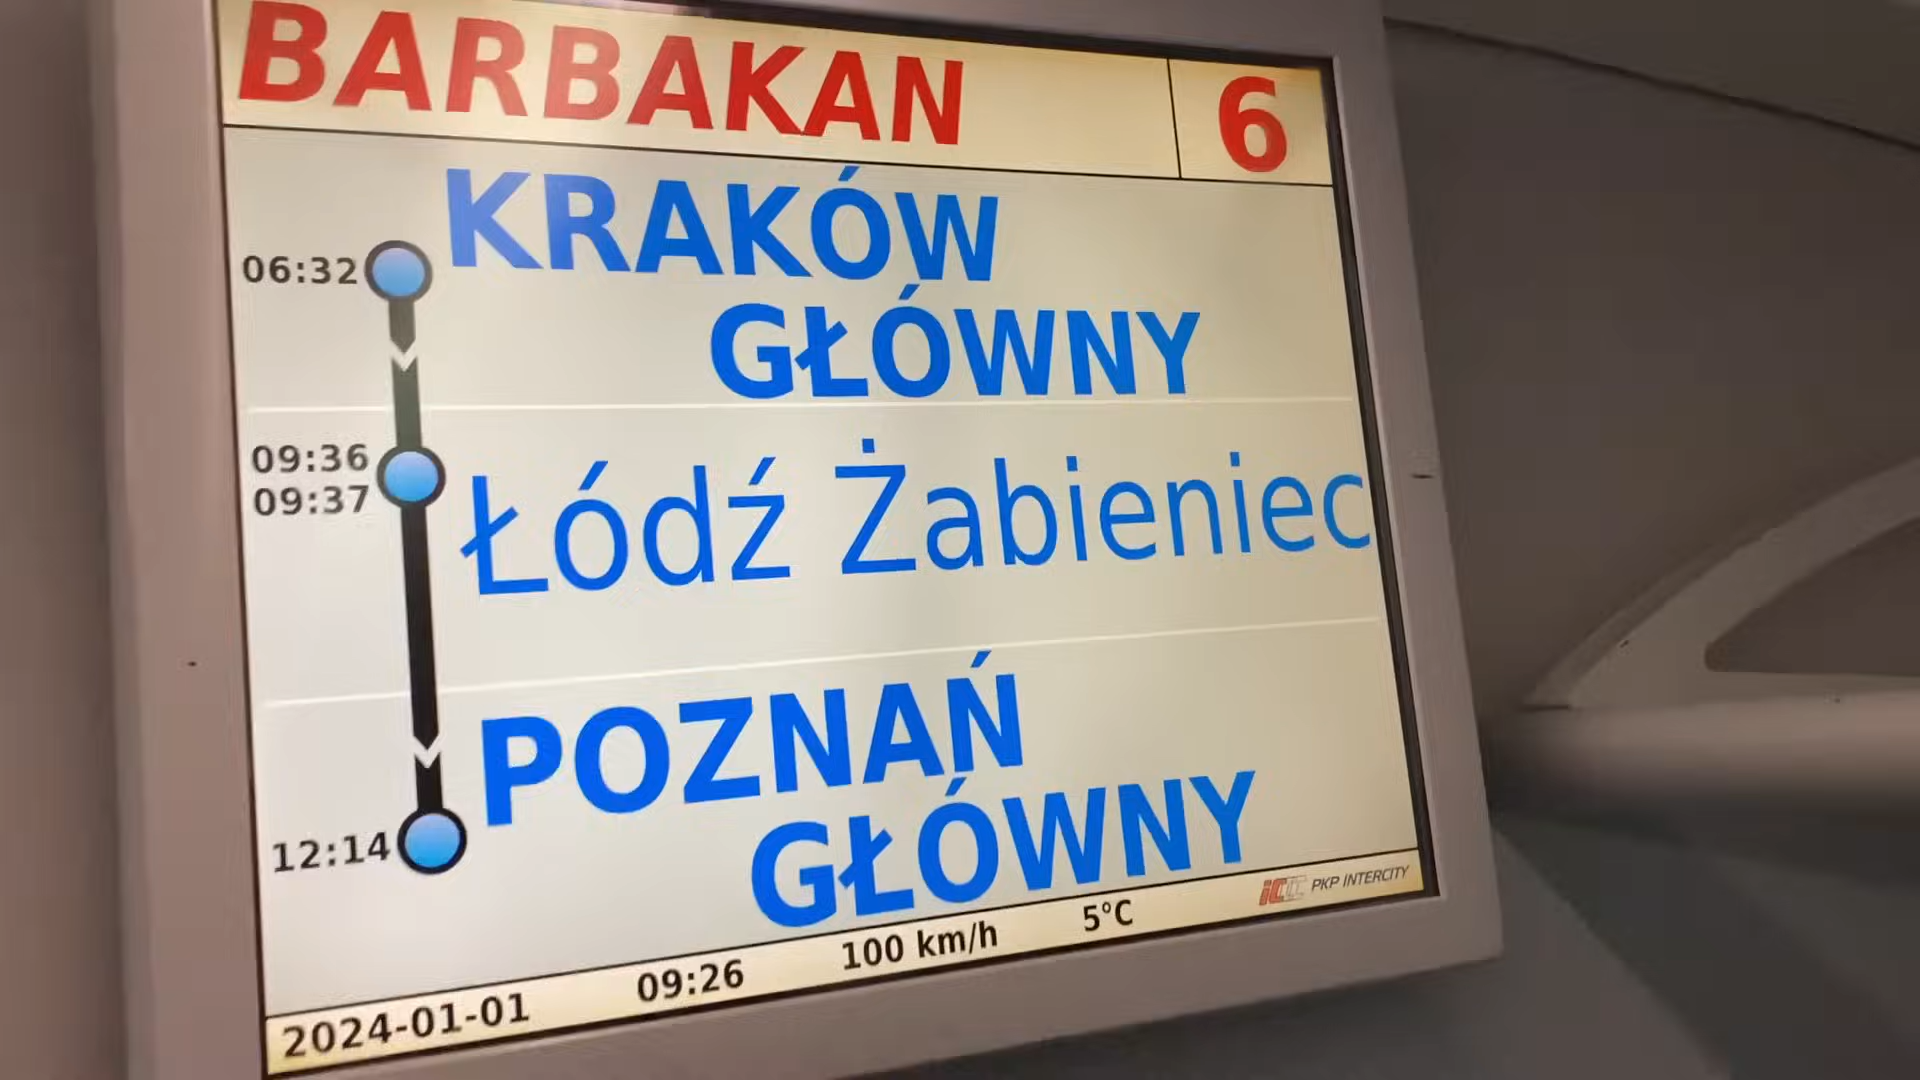 BARBAKAN 6
06:32 KRAKÓW
GŁÓWNY
09:36
09:37
Łódź Żabieniec
POZNAŃ
12:14 GŁÓWNY
iC PKP INTERCITY
2024-01-01 09:26 100 km/h 5°C